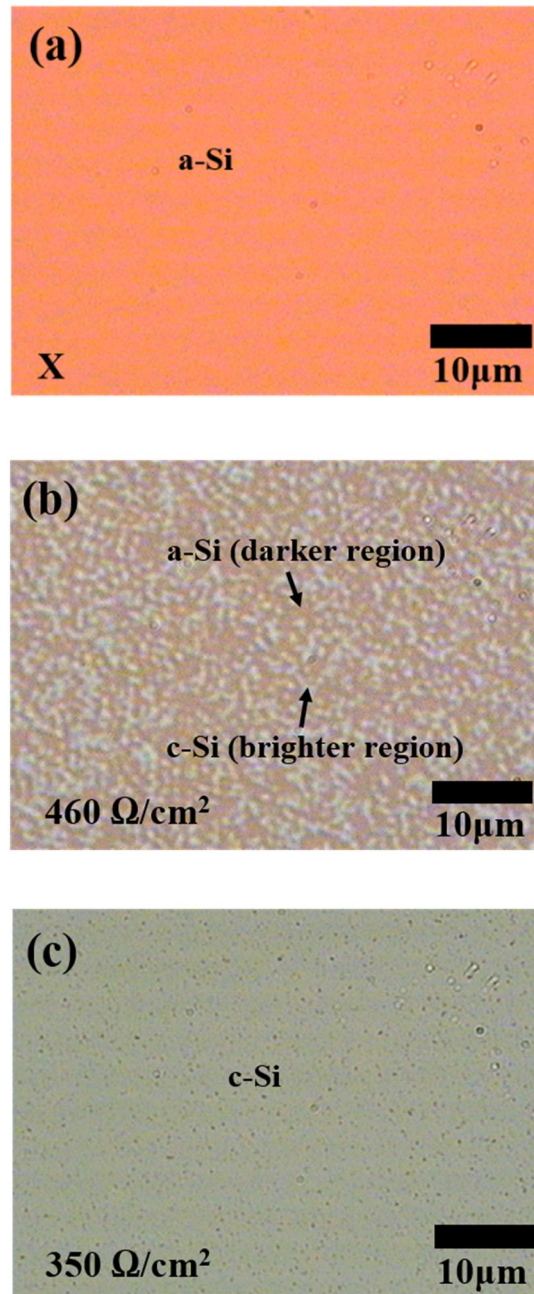 (a)
a-Si
X
10μm
(b)
a-Si (darker region)
c-Si (brighter region)
460 Ω/cm²
10μm
(c)
c-Si
350 Ω/cm²
10μm